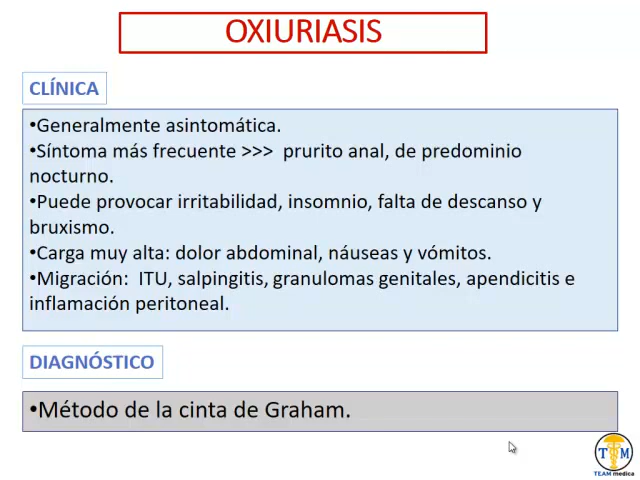 OXIURIASIS
CLÍNICA
•Generalmente asintomática.
•Síntoma más frecuente >>> prurito anal, de predominio
nocturno.
•Puede provocar irritabilidad, insomnio, falta de descanso y
bruxismo.
•Carga muy alta: dolor abdominal, náuseas y vómitos.
•Migración: ITU, salpingitis, granulomas genitales, apendicitis e
inflamación peritoneal.
DIAGNÓSTICO
•Método de la cinta de Graham.
T M
TEAM medica